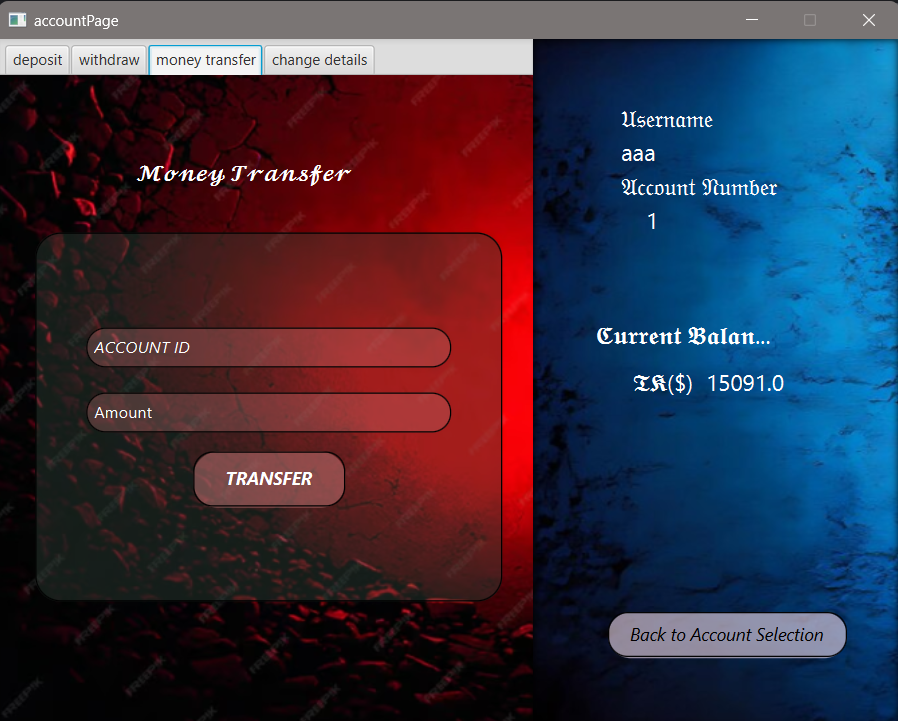 accountPage
deposit withdraw money transfer change details
Money Transfer
ACCOUNT ID
Amount
TRANSFER
Username
aaa
Account Number
1
Current Balan...
TK($) 15091.0
Back to Account Selection
FREEPIK